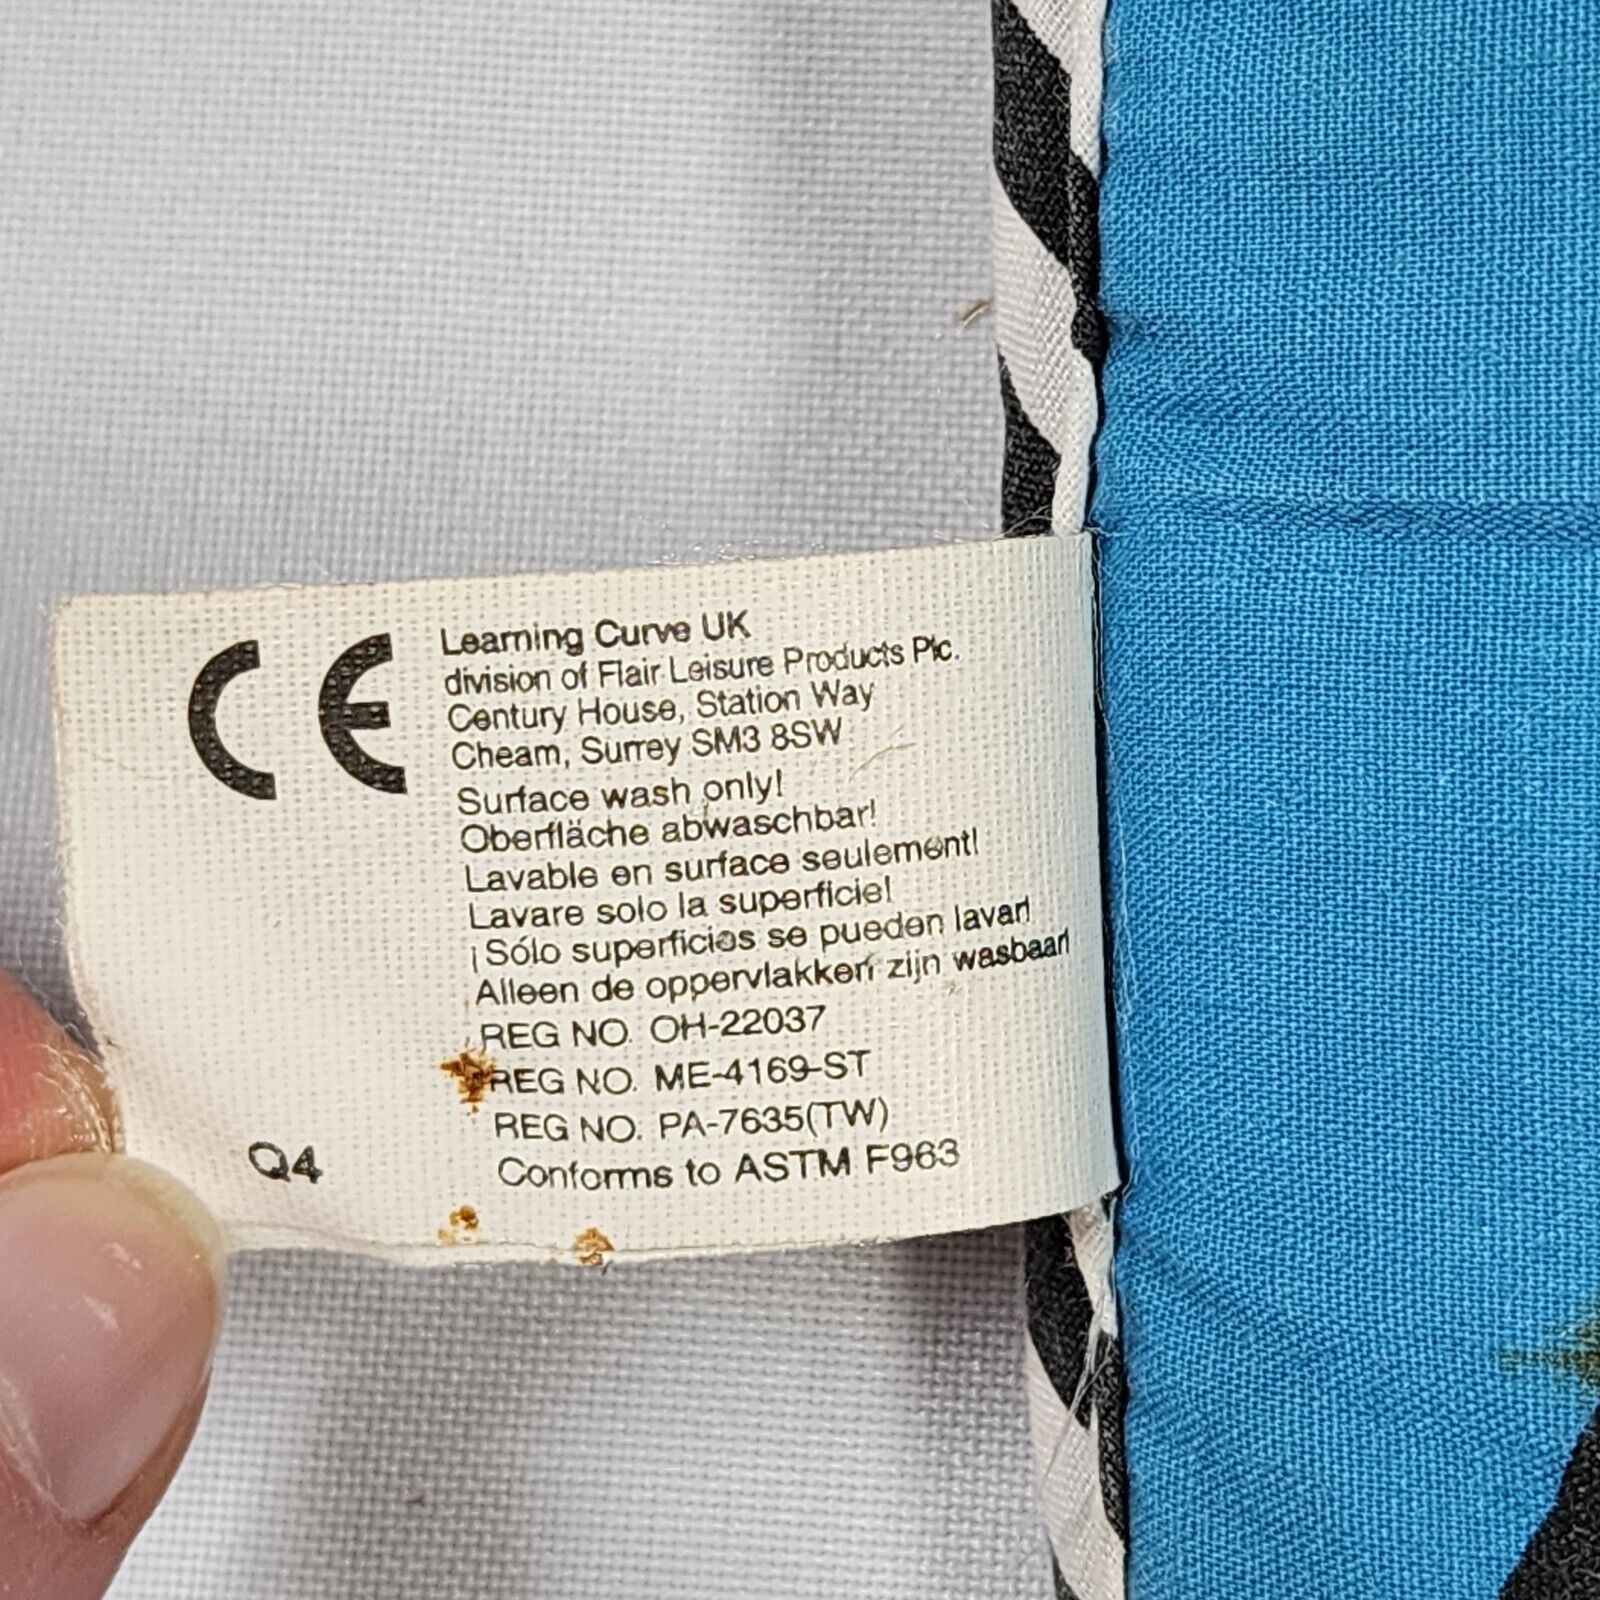 CE
Learning Curve UK
division of Flair Leisure Products Plc.
Century House, Station Way
Cheam, Surrey SM3 8SW
Surface wash only!
Oberfläche abwaschbar!
Lavable en surface seulement!
Lavare solo la superficie!
¡Sólo superficies se pueden lavar!
Alleen de oppervlakken zijn wasbaar!
REG NO. OH-22037
REG NO. ME-4169-ST
REG NO. PA-7635(TW)
Conforms to ASTM F963
Q4